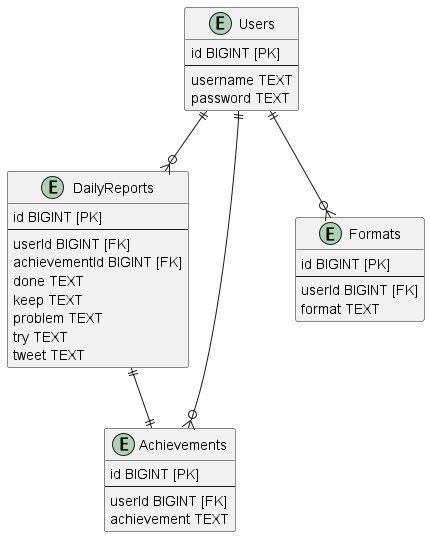 E Users
id BIGINT [PK]
username TEXT
password TEXT
E DailyReports
id BIGINT [PK]
userId BIGINT [FK]
achievementId BIGINT [FK]
done TEXT
keep TEXT
problem TEXT
try TEXT
tweet TEXT
E Formats
id BIGINT [PK]
userId BIGINT [FK]
format TEXT
E Achievements
id BIGINT [PK]
userId BIGINT [FK]
achievement TEXT